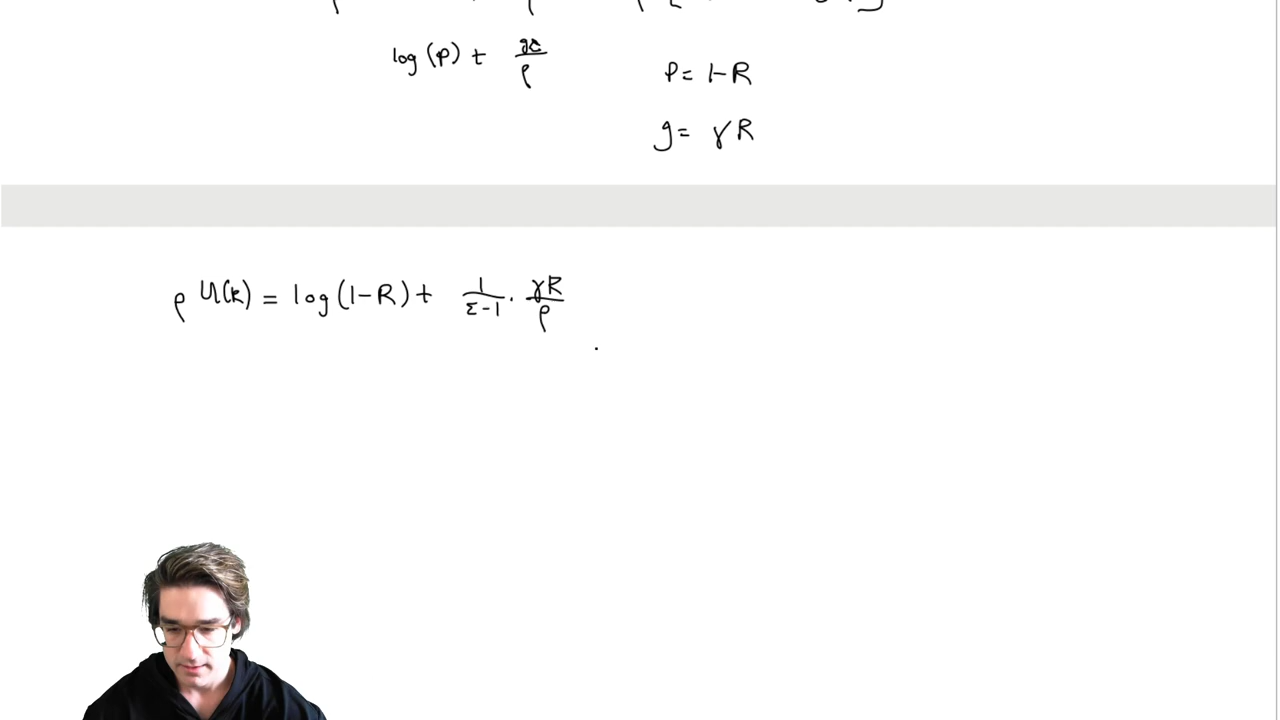 log(P) + gc/ρ
P = 1-R
g = γR
ρ U(R) = log(1-R) + 1/(Σ-1) · γR/ρ